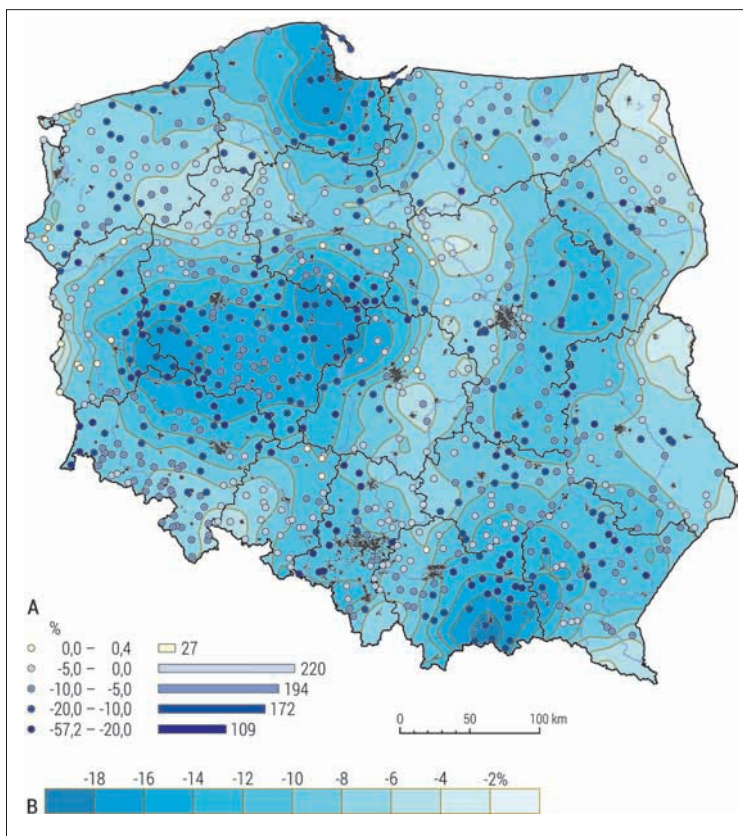 A
%
0,0 – 0,4 27
-5,0 – 0,0 220
-10,0 – -5,0 194
-20,0 – -10,0 172
-57,2 – -20,0 109
0 50 100 km
-18 -16 -14 -12 -10 -8 -6 -4 -2%
B